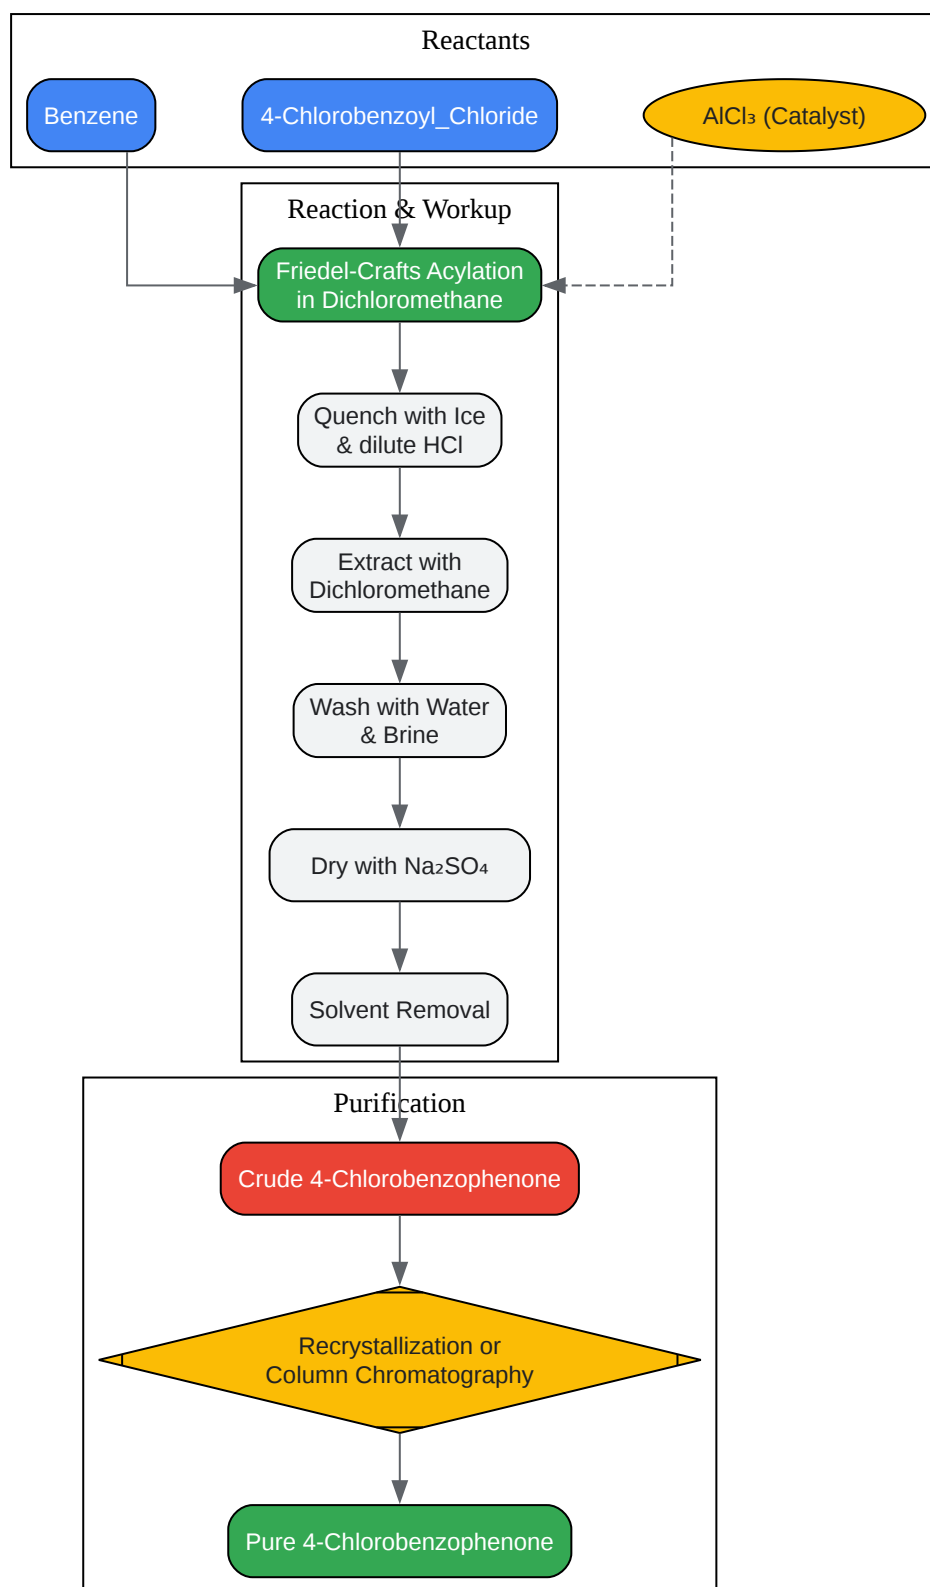 Reactants
Benzene
4-Chlorobenzoyl_Chloride
AlCl₃ (Catalyst)
Reaction & Workup
Friedel-Crafts Acylation
in Dichloromethane
Quench with Ice
& dilute HCl
Extract with
Dichloromethane
Wash with Water
& Brine
Dry with Na₂SO₄
Solvent Removal
Purification
Crude 4-Chlorobenzophenone
Recrystallization or
Column Chromatography
Pure 4-Chlorobenzophenone